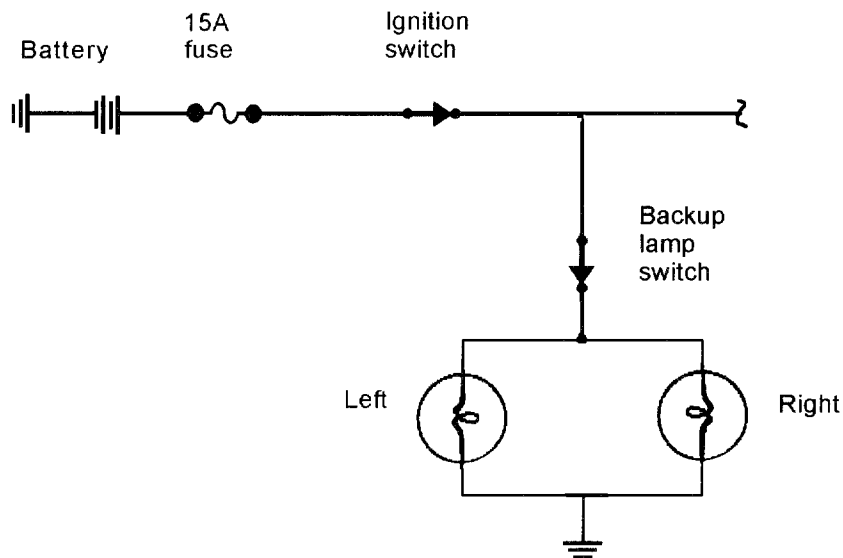 Battery
15A
fuse
Ignition
switch
Backup
lamp
switch
Left
Right